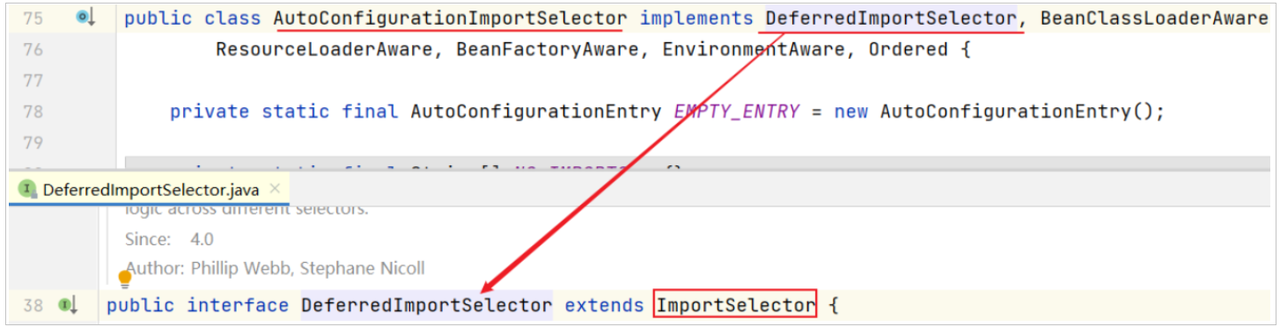 75 public class AutoConfigurationImportSelector implements DeferredImportSelector, BeanClassLoaderAware
76 ResourceLoaderAware, BeanFactoryAware, EnvironmentAware, Ordered {
77
78 private static final AutoConfigurationEntry EMPTY_ENTRY = new AutoConfigurationEntry();
79
DeferredImportSelector.java
logic across different selectors.
Since: 4.0
Author: Phillip Webb, Stephane Nicoll
38 public interface DeferredImportSelector extends ImportSelector {